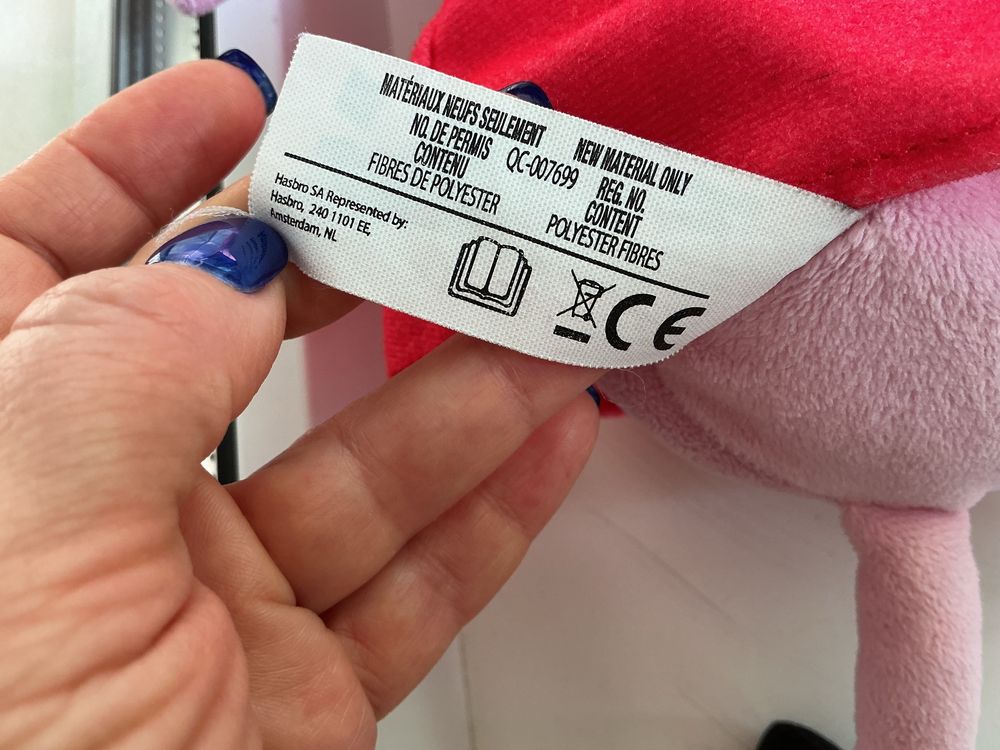 MATÉRIAUX NEUFS SEULEMENT
NO. DE PERMIS
CONTENU
FIBRES DE POLYESTER
QC-007699
NEW MATERIAL ONLY
REG. NO.
CONTENT
POLYESTER FIBRES
Hasbro SA Represented by:
Hasbro, 240 1101 EE,
Amsterdam, NL
CE